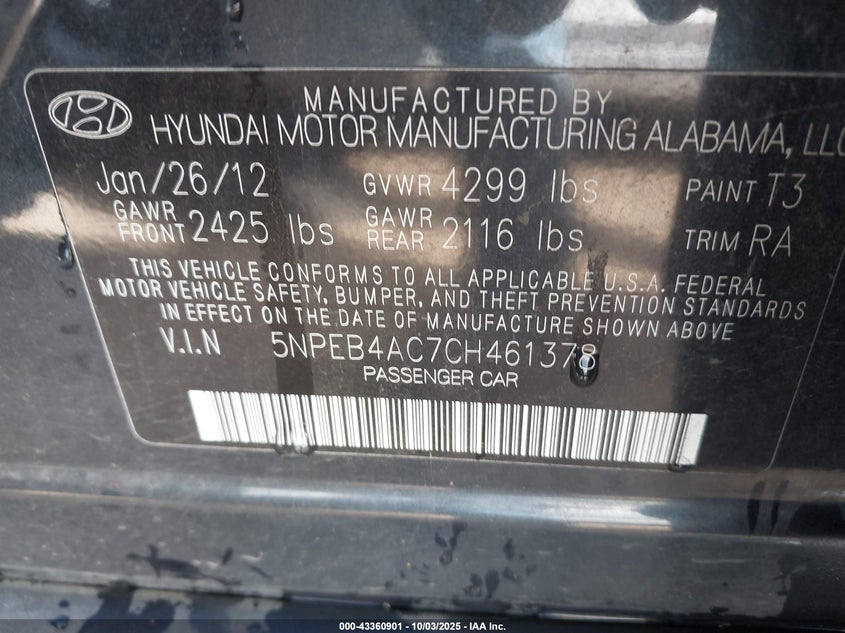 MANUFACTURED BY
HYUNDAI MOTOR MANUFACTURING ALABAMA, LLC
Jan/26/12 GVWR 4299 lbs PAINT T3
GAWR FRONT 2425 lbs GAWR REAR 2116 lbs TRIM RA
THIS VEHICLE CONFORMS TO ALL APPLICABLE U.S.A. FEDERAL
MOTOR VEHICLE SAFETY, BUMPER, AND THEFT PREVENTION STANDARDS
IN EFFECT ON THE DATE OF MANUFACTURE SHOWN ABOVE
V.I.N 5NPEB4AC7CH461378
PASSENGER CAR
000-43360901 - 10/03/2025 - IAA Inc.